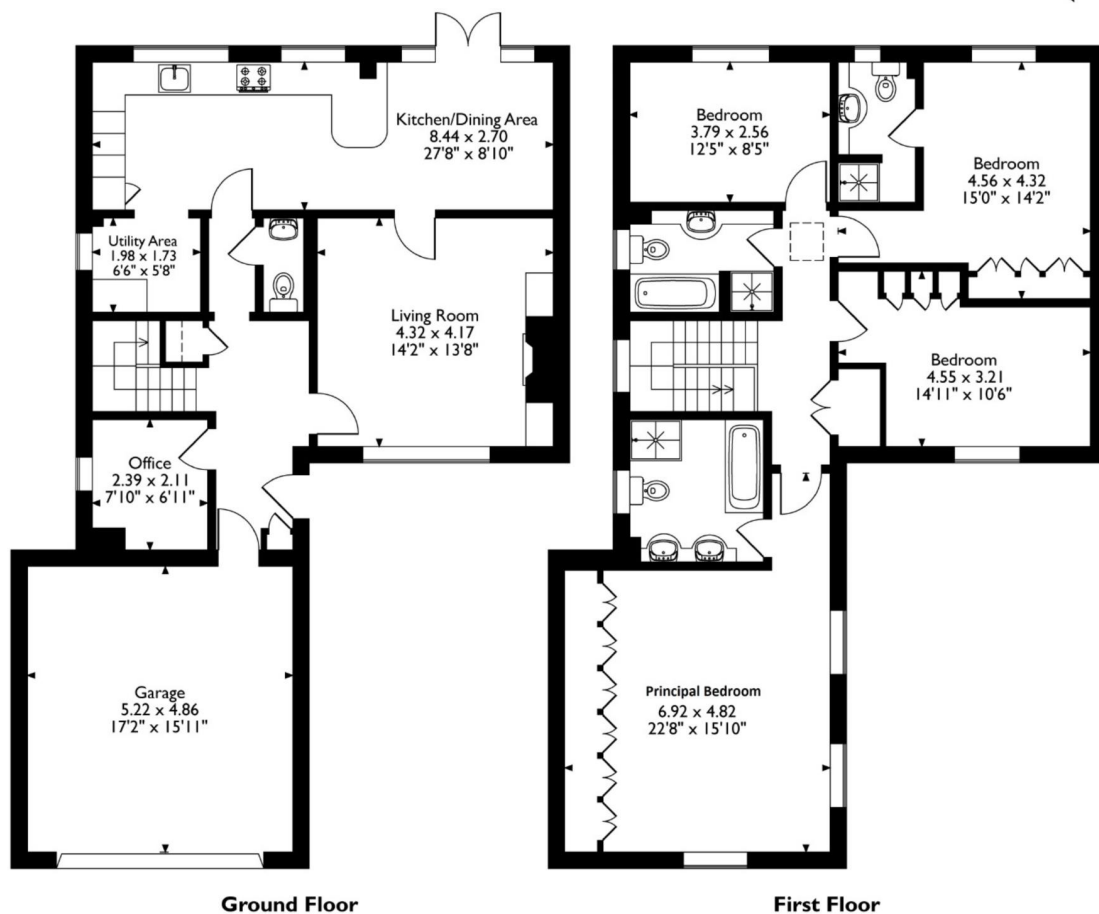 Kitchen/Dining Area
8.44 x 2.70
27'8" x 8'10"
Utility Area
1.98 x 1.73
6'6" x 5'8"
Living Room
4.32 x 4.17
14'2" x 13'8"
Office
2.39 x 2.11
7'10" x 6'11"
Garage
5.22 x 4.86
17'2" x 15'11"
Ground Floor
Bedroom
3.79 x 2.56
12'5" x 8'5"
Bedroom
4.56 x 4.32
15'0" x 14'2"
Bedroom
4.55 x 3.21
14'11" x 10'6"
Principal Bedroom
6.92 x 4.82
22'8" x 15'10"
First Floor